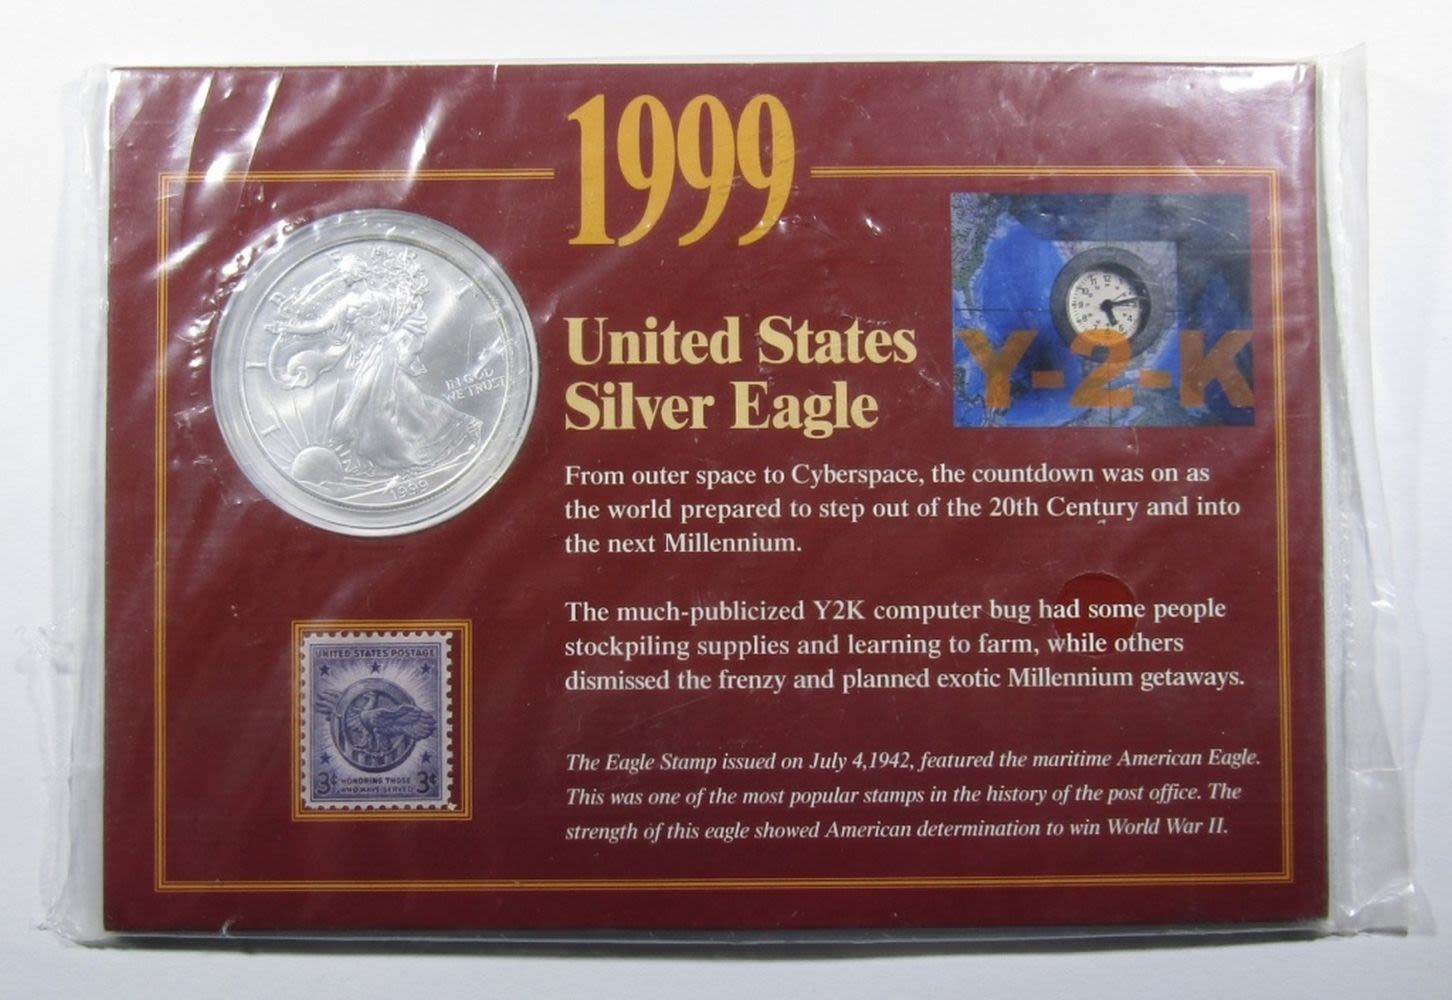 1999
United States
Silver Eagle
Y-2-K
From outer space to Cyberspace, the countdown was on as
the world prepared to step out of the 20th Century and into
the next Millennium.
The much-publicized Y2K computer bug had some people
stockpiling supplies and learning to farm, while others
dismissed the frenzy and planned exotic Millennium getaways.
The Eagle Stamp issued on July 4,1942, featured the maritime American Eagle.
This was one of the most popular stamps in the history of the post office. The
strength of this eagle showed American determination to win World War II.
LIBERTY
IN GOD
WE TRUST
1999
UNITED STATES POSTAGE
3¢ HONORING THOSE 3¢
WHO HAVE SERVED